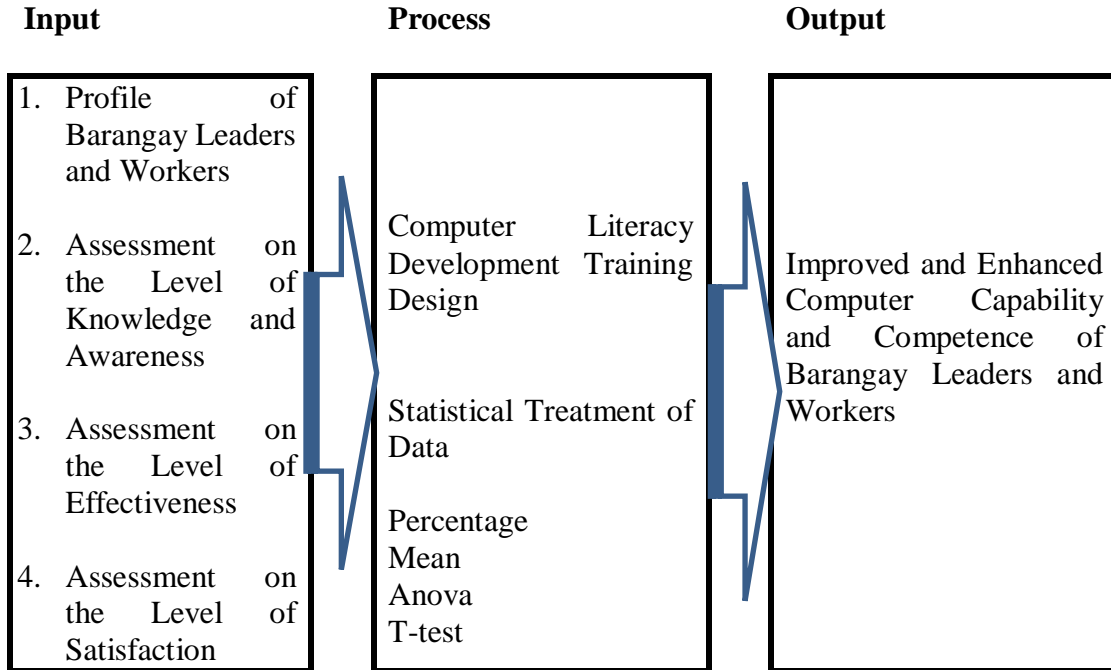 Input
Process
Output
1. Profile of
Barangay Leaders
and Workers
2. Assessment on
the Level of
Knowledge and
Awareness
3. Assessment on
the Level of
Effectiveness
4. Assessment on
the Level of
Satisfaction
Computer Literacy
Development Training
Design
Statistical Treatment of
Data
Percentage
Mean
Anova
T-test
Improved and Enhanced
Computer Capability
and Competence of
Barangay Leaders and
Workers